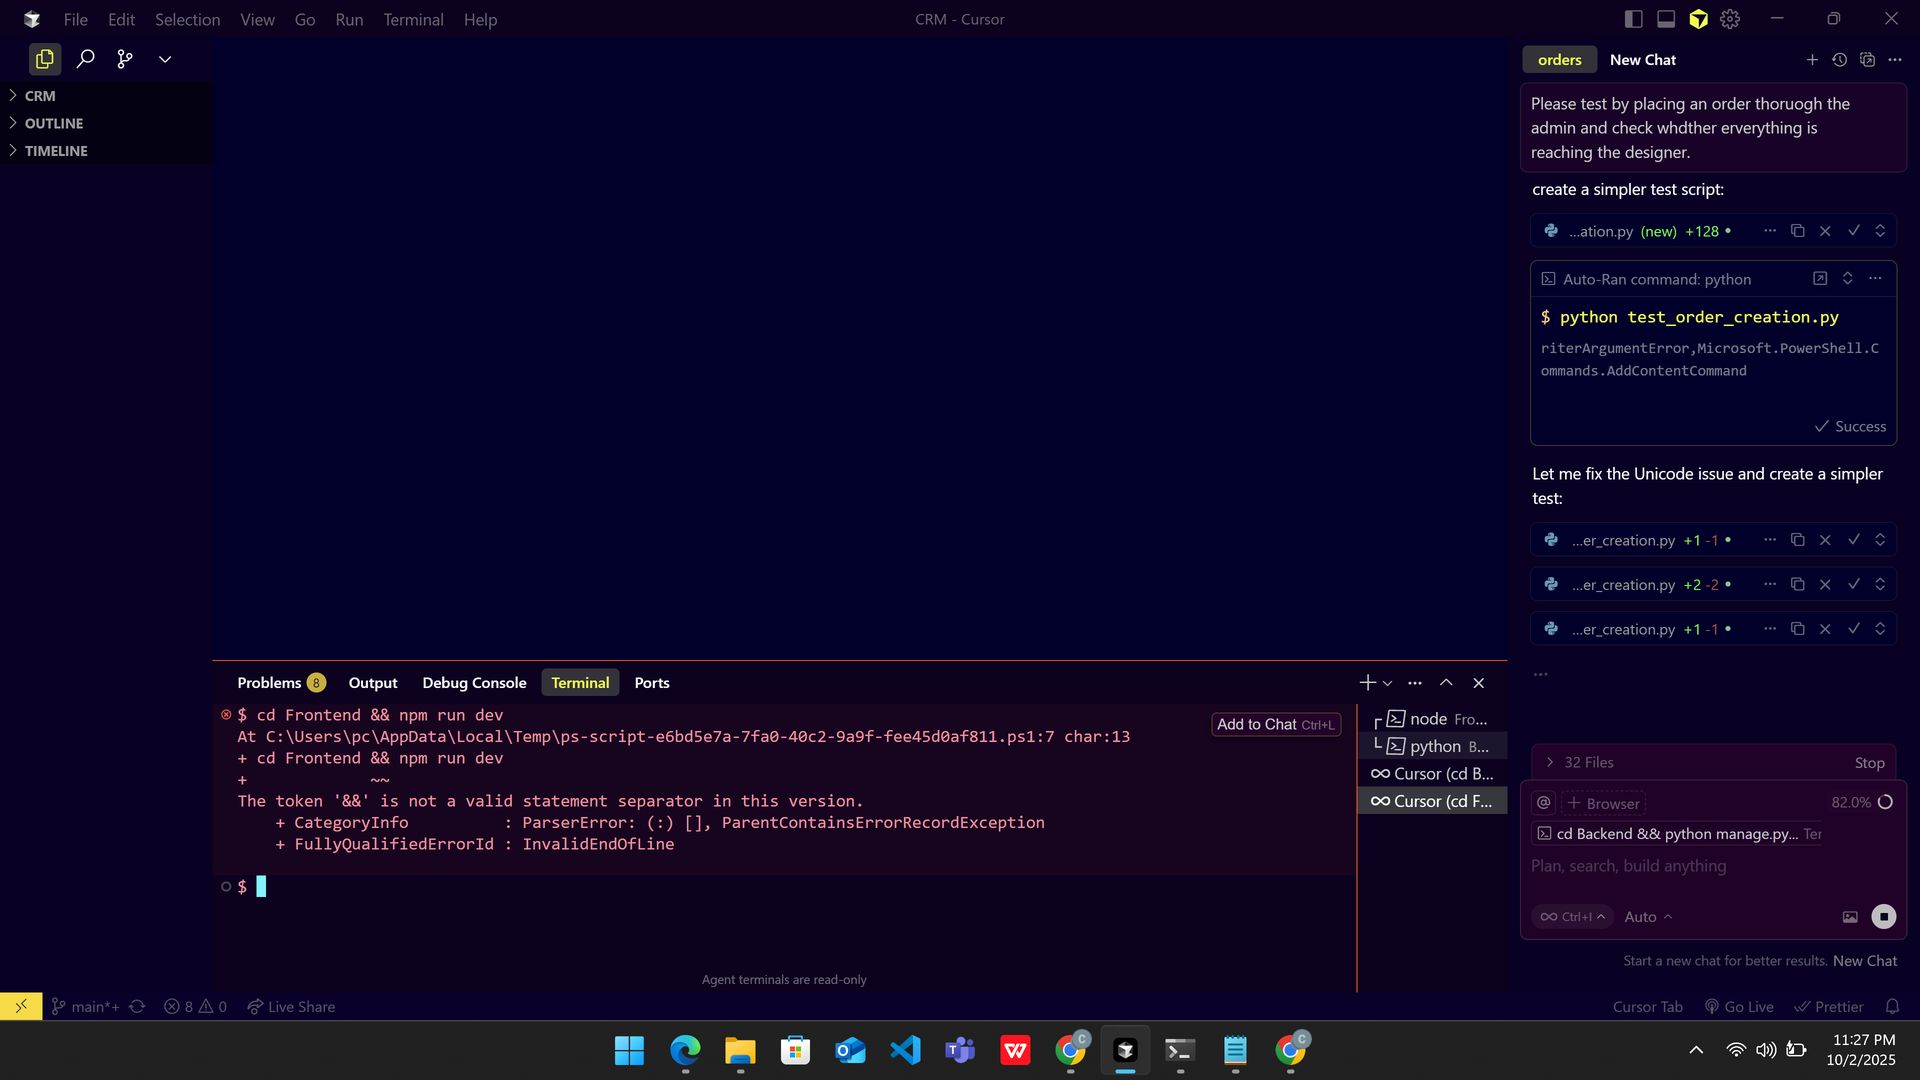 File Edit Selection View Go Run Terminal Help
CRM - Cursor
CRM
OUTLINE
TIMELINE
orders New Chat
Please test by placing an order thoruogh the
admin and check whdther erverything is
reaching the designer.
create a simpler test script:
...ation.py (new) +128
Auto-Ran command: python
$ python test_order_creation.py
riterArgumentError,Microsoft.PowerShell.C
ommands.AddContentCommand
Success
Let me fix the Unicode issue and create a simpler
test:
...er_creation.py +1 -1
...er_creation.py +2 -2
...er_creation.py +1 -1
...
32 Files Stop
@ + Browser 82.0%
cd Backend && python manage.py... Ter
Plan, search, build anything
Ctrl+I Auto
Start a new chat for better results. New Chat
Problems 8 Output Debug Console Terminal Ports
$ cd Frontend && npm run dev
Add to Chat Ctrl+L
At C:\Users\pc\AppData\Local\Temp\ps-script-e6bd5e7a-7fa0-40c2-9a9f-fee45d0af811.ps1:7 char:13
+ cd Frontend && npm run dev
+             ~~
The token '&&' is not a valid statement separator in this version.
    + CategoryInfo          : ParserError: (:) [], ParentContainsErrorRecordException
    + FullyQualifiedErrorId : InvalidEndOfLine
$
Agent terminals are read-only
node Fro...
python B...
Cursor (cd B...
Cursor (cd F...
main*+ 8 0 Live Share
Cursor Tab Go Live Prettier
11:27 PM
10/2/2025